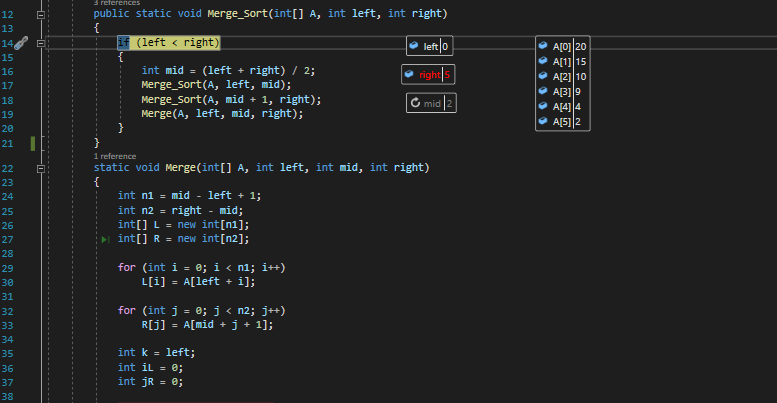 3 references
12 public static void Merge_Sort(int[] A, int left, int right)
13 {
14 if (left < right) left 0 A[0] 20
15 { A[1] 15
16 int mid = (left + right) / 2; right 5 A[2] 10
17 Merge_Sort(A, left, mid); A[3] 9
18 Merge_Sort(A, mid + 1, right); mid 2 A[4] 4
19 Merge(A, left, mid, right); A[5] 2
20 }
21 }
1 reference
22 static void Merge(int[] A, int left, int mid, int right)
23 {
24 int n1 = mid - left + 1;
25 int n2 = right - mid;
26 int[] L = new int[n1];
27 int[] R = new int[n2];
28
29 for (int i = 0; i < n1; i++)
30 L[i] = A[left + i];
31
32 for (int j = 0; j < n2; j++)
33 R[j] = A[mid + j + 1];
34
35 int k = left;
36 int iL = 0;
37 int jR = 0;
38